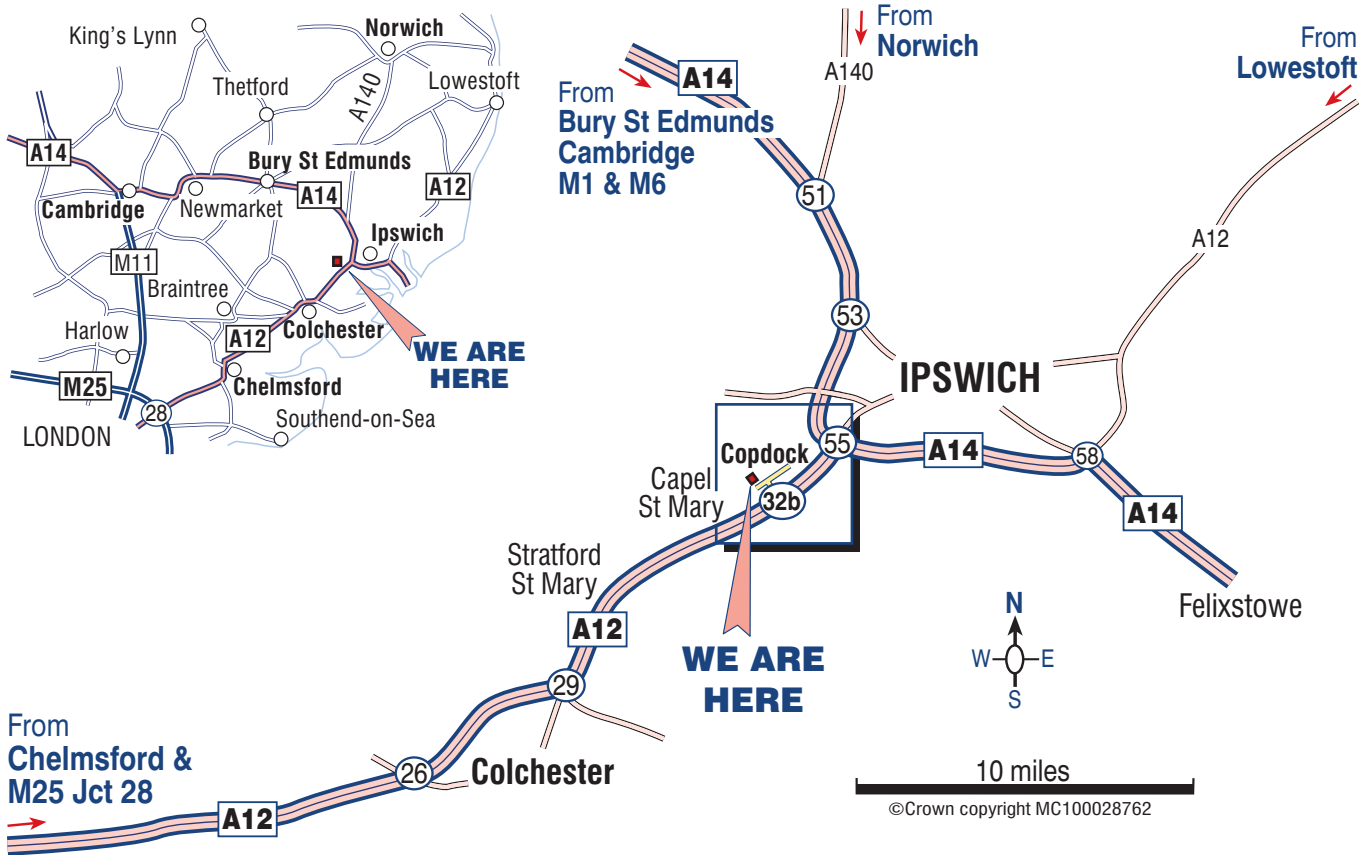 King's Lynn
Norwich
Thetford
A140
Lowestoft
A14
Bury St Edmunds
A14
A12
Cambridge
Newmarket
Ipswich
M11
Braintree
Harlow
A12
Colchester
WE ARE
HERE
M25
Chelmsford
28
LONDON
Southend-on-Sea
From
Norwich
A140
A14
From
Bury St Edmunds
Cambridge
M1 & M6
From
Lowestoft
51
A12
53
IPSWICH
55
A14
58
Copdock
Capel
St Mary
32b
A14
Stratford
St Mary
Felixstowe
A12
WE ARE
HERE
N
W
E
S
29
From
Chelmsford &
M25 Jct 28
26
Colchester
A12
10 miles
©Crown copyright MC100028762